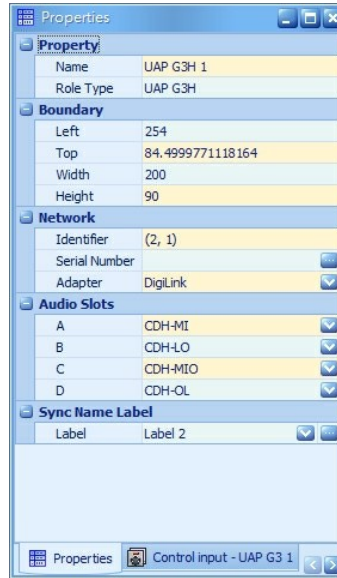 Properties
Property
Name UAP G3H 1
Role Type UAP G3H
Boundary
Left 254
Top 84.4999771118164
Width 200
Height 90
Network
Identifier (2, 1)
Serial Number
Adapter DigiLink
Audio Slots
A CDH-MI
B CDH-LO
C CDH-MIO
D CDH-OL
Sync Name Label
Label Label 2
Properties Control input - UAP G3 1